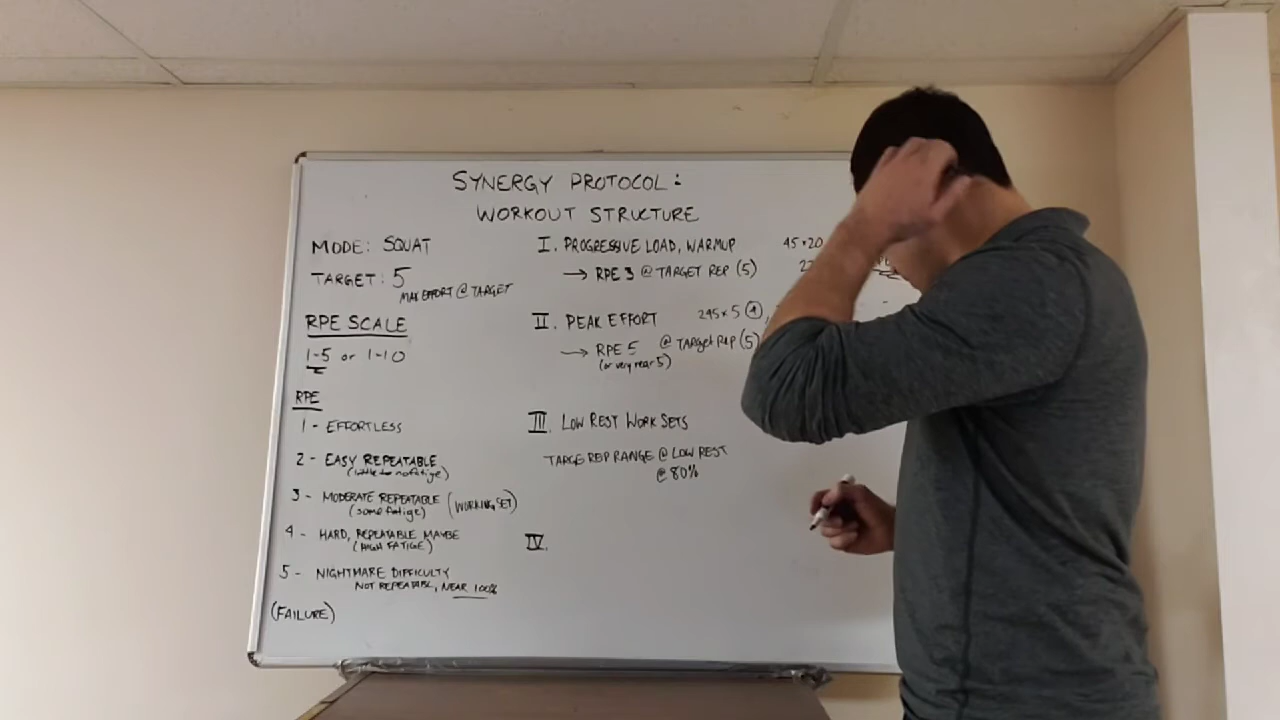 SYNERGY PROTOCOL:
WORKOUT STRUCTURE
MODE: SQUAT
TARGET: 5
MAX EFFORT @ TARGET
RPE SCALE
1-5 or 1-10
RPE
1 - EFFORTLESS
2 - EASY REPEATABLE
(little to no fatige)
3 - MODERATE REPEATABLE (WORKING SET)
(some fatige)
4 - HARD, REPEATABLE MAYBE
(HIGH FATIGE)
5 - NIGHTMARE DIFFICULTY
NOT REPEATABLE, NEAR 100%
(FAILURE)
I. PROGRESSIVE LOAD, WARMUP
→ RPE 3 @ TARGET REP (5)
45×20
II. PEAK EFFORT
245×5 (4),
→ RPE 5 @ TARGET REP (5)
(or very near 5)
III. LOW REST WORK SETS
TARGE REP RANGE @ LOW REST
@ 80%
IV.